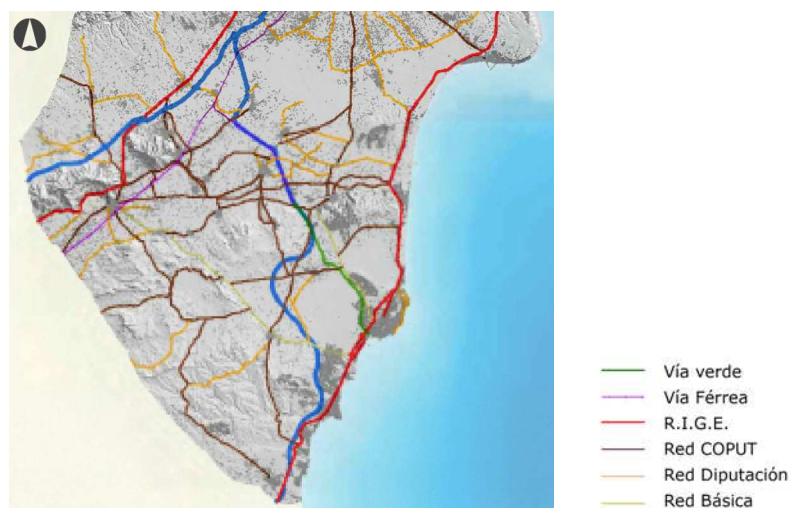 Vía verde
Vía Férrea
R.I.G.E.
Red COPUT
Red Diputación
Red Básica